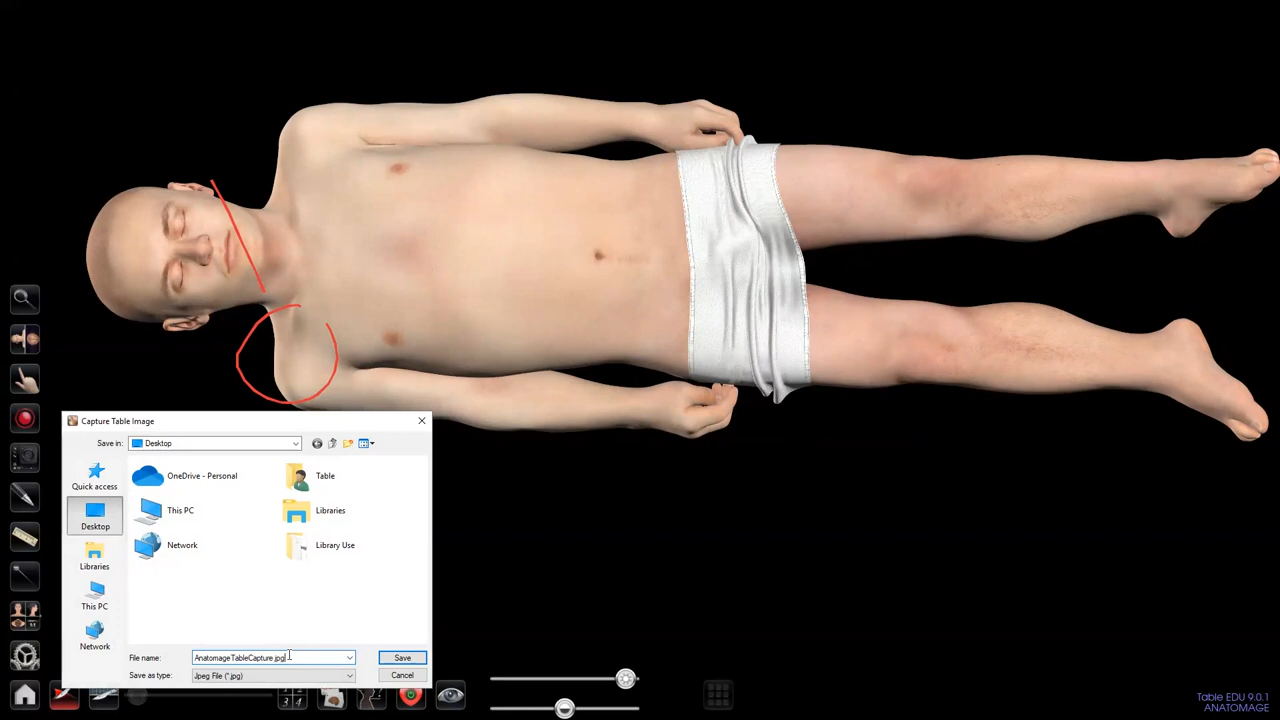 Capture Table Image
Save in:
Desktop
Quick access
Desktop
Libraries
This PC
Network
OneDrive - Personal
Table
This PC
Libraries
Network
Library Use
File name:
AnatomageTableCapture.jpg
Save
Save as type:
Jpeg File (*.jpg)
Cancel
3 4
Table EDU 9.0.1
ANATOMAGE